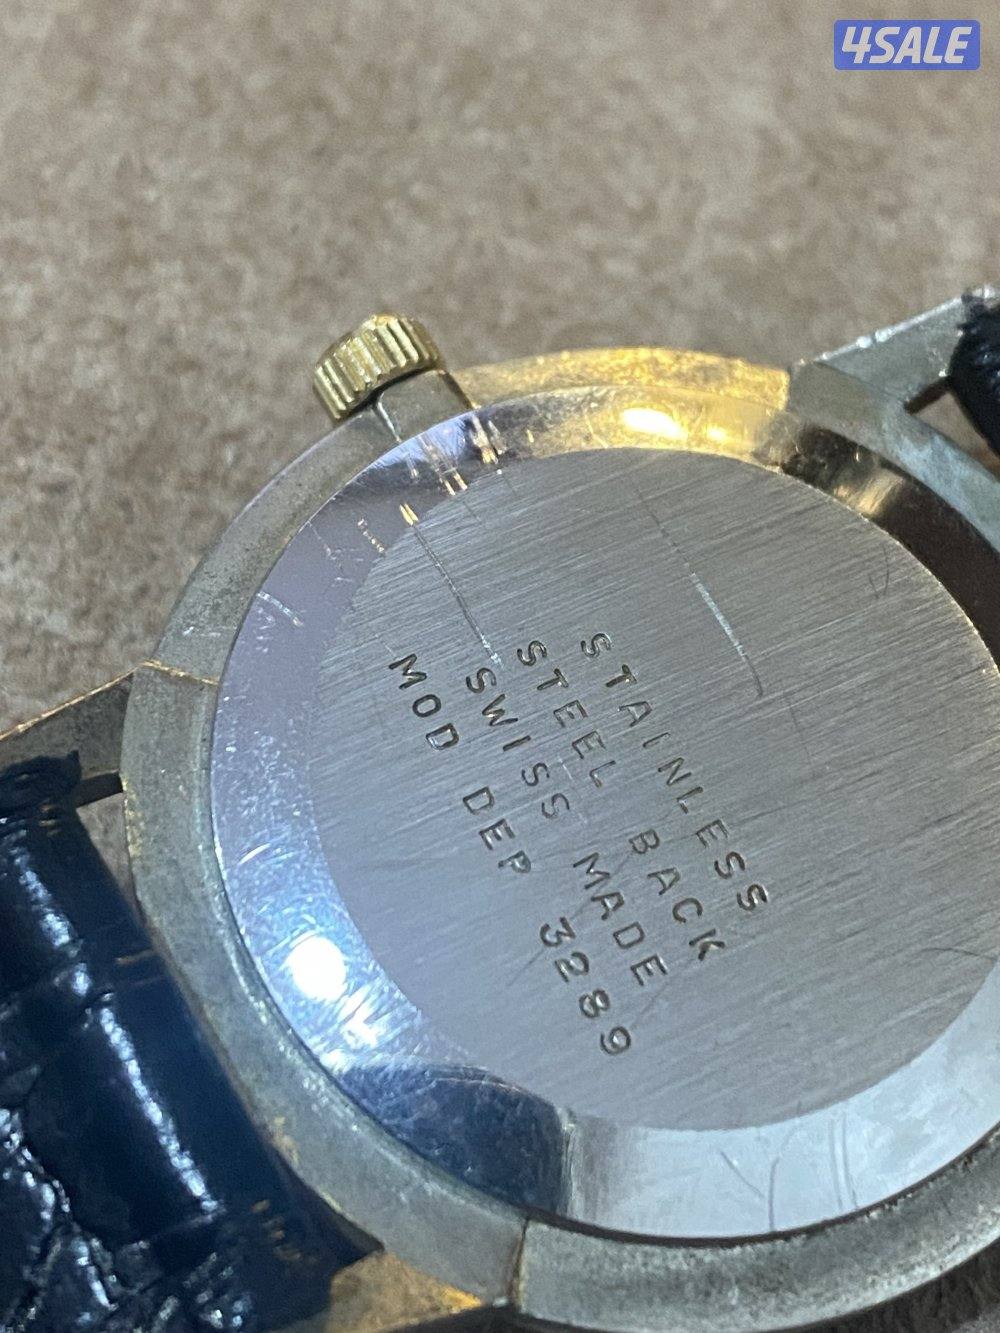 4SALE
STAINLESS
STEEL BACK
SWISS MADE
MOD DEP 3289